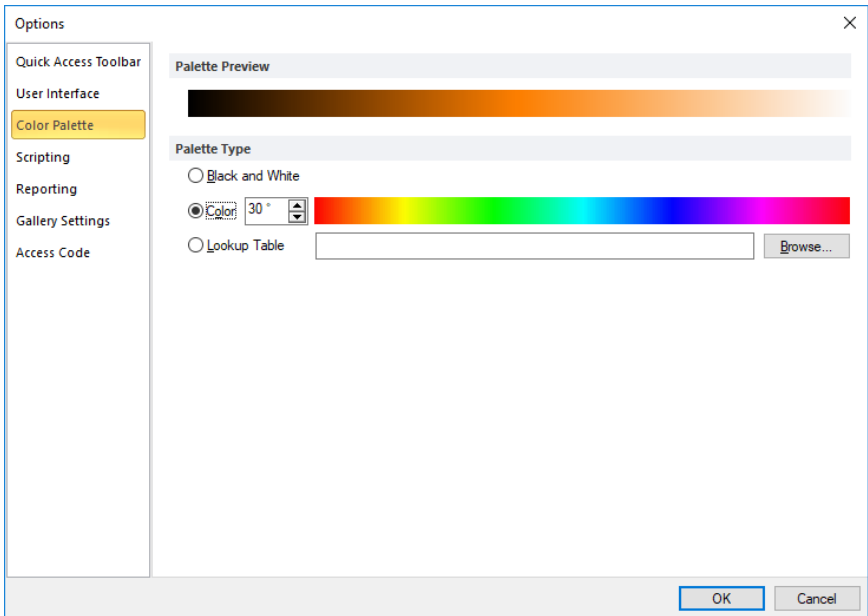 Options
Quick Access Toolbar
User Interface
Color Palette
Scripting
Reporting
Gallery Settings
Access Code
Palette Preview
Palette Type
Black and White
Color 30 °
Lookup Table Browse...
OK Cancel